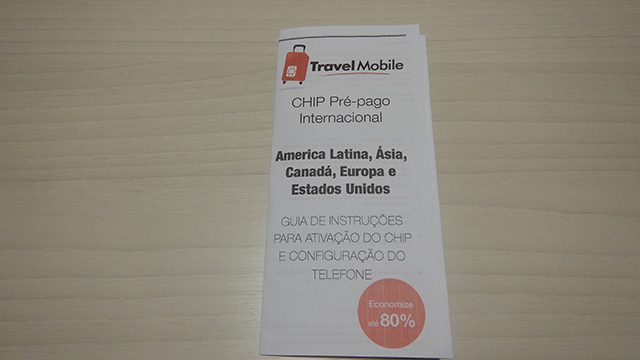 Travel Mobile
CHIP Pré-pago
Internacional
America Latina, Ásia,
Canadá, Europa e
Estados Unidos
GUIA DE INSTRUÇÕES
PARA ATIVAÇÃO DO CHIP
E CONFIGURAÇÃO DO
TELEFONE
Economize
até 80%